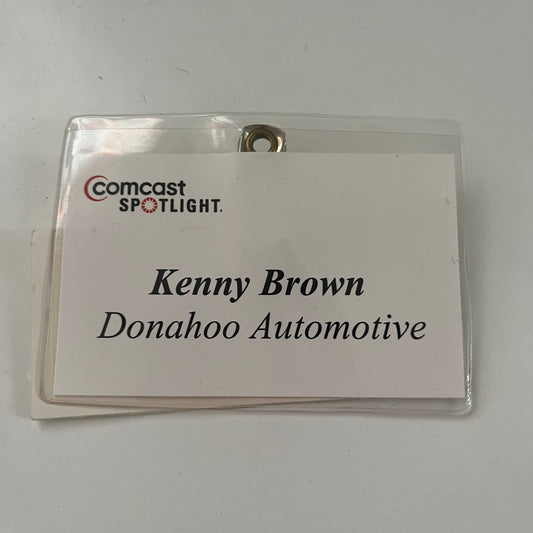 Comcast
SPOTLIGHT.
Kenny Brown
Donahoo Automotive